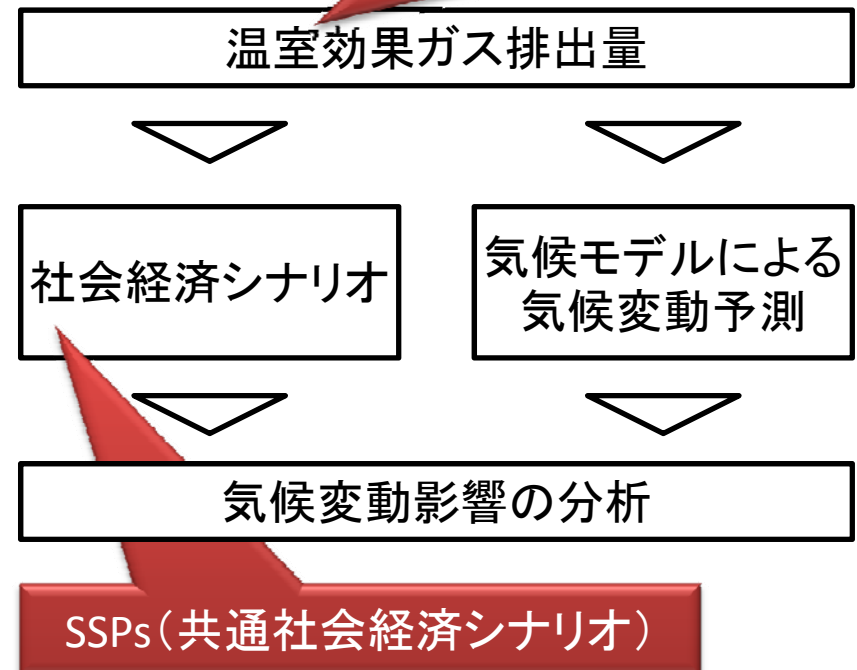 温室効果ガス排出量
社会経済シナリオ
気候モデルによる
気候変動予測
気候変動影響の分析
SSPs（共通社会経済シナリオ）